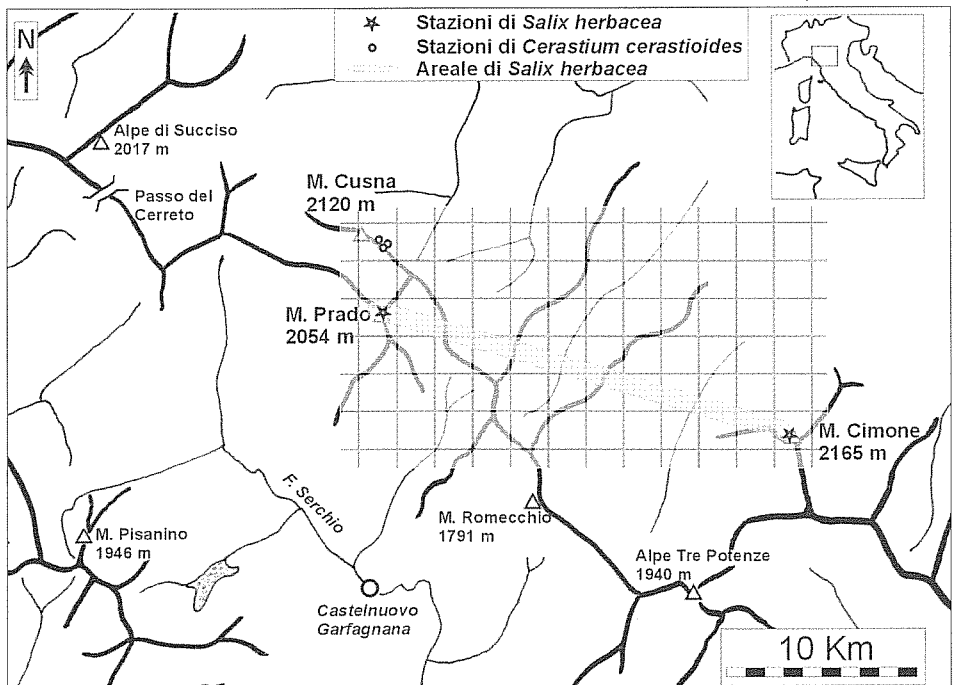 N
Stazioni di Salix herbacea
Stazioni di Cerastium cerastioides
Areale di Salix herbacea
Alpe di Succiso
2017 m
Passo del
Cerreto
M. Cusna
2120 m
M. Prado
2054 m
M. Cimone
2165 m
F. Serchio
M. Romecchio
1791 m
M. Pisanino
1946 m
Alpe Tre Potenze
1940 m
Castelnuovo
Garfagnana
10 Km